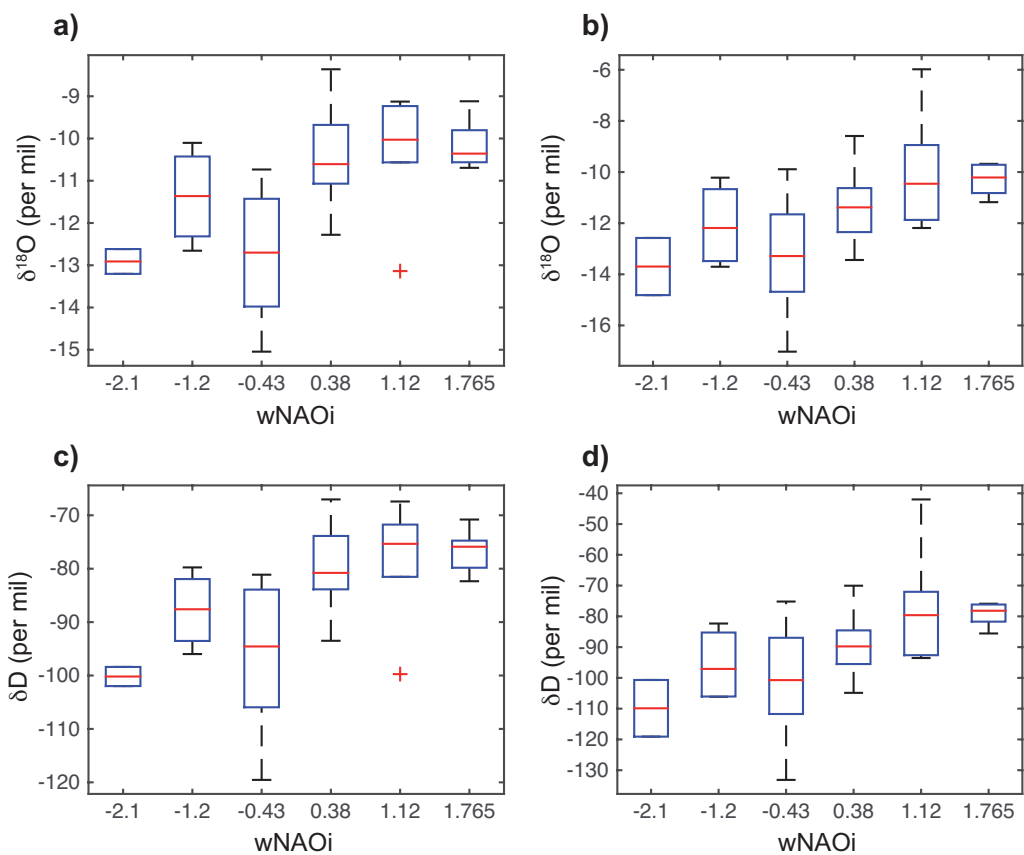 a)
-9
-10
-11
-12
-13
-14
-15
δ18O (per mil)
-2.1 -1.2 -0.43 0.38 1.12 1.765
wNAOi
b)
-6
-8
-10
-12
-14
-16
δ18O (per mil)
-2.1 -1.2 -0.43 0.38 1.12 1.765
wNAOi
c)
-70
-80
-90
-100
-110
-120
δD (per mil)
-2.1 -1.2 -0.43 0.38 1.12 1.765
wNAOi
d)
-40
-50
-60
-70
-80
-90
-100
-110
-120
-130
δD (per mil)
-2.1 -1.2 -0.43 0.38 1.12 1.765
wNAOi